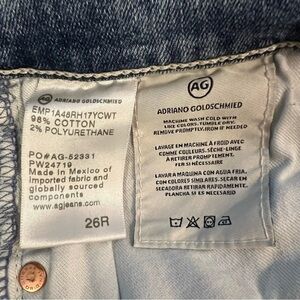 AG ADRIANO GOLDSCHMIED
EMP1A48RH17YCWT
98% COTTON
2% POLYURETHANE
PO#AG-52331
PW24719
Made in Mexico of
imported fabric and
globally sourced
components
www.agjeans.com
26R
AG
ADRIANO GOLDSCHMIED
MACHINE WASH COLD WITH
LIKE COLORS. TUMBLE DRY.
REMOVE PROMPTLY. IRON IF NEEDED
LAVAGE EN MACHINE À FROID AVEC
COMME COULEURS. SÈCHE-LINGE
À RETIRER PROMPTEMENT.
FER SI NÉCESSAIRE
LAVAR A MAQUINA CON AGUA FRIA,
CON COLORES SIMILARES. SECAR EN
SECADORA RETIRAR RAPIDAMENTE.
PLANCHA SI ES NECESARIO